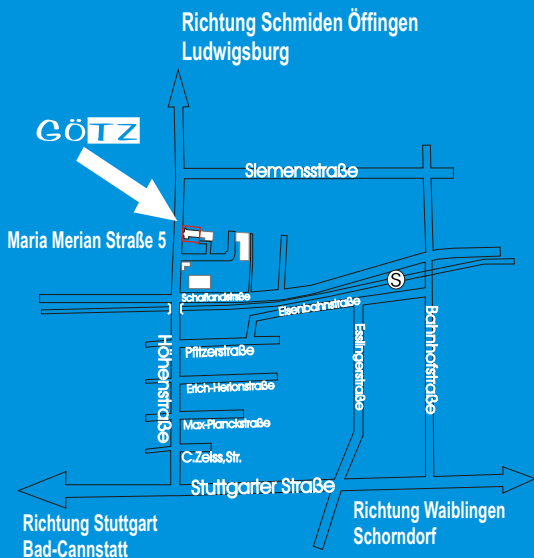 Richtung Schmiden Öffingen
Ludwigsburg
GÖTZ
Siemensstraße
Maria Merian Straße 5
S
Schaflandstraße
Eisenbahnstraße
Pfitzerstraße
Höhenstraße
Esslingerstraße
Bahnhofstraße
Erich-Herionstraße
Max-Planckstraße
C.Zeiss,Str.
Stuttgarter Straße
Richtung Stuttgart
Bad-Cannstatt
Richtung Waiblingen
Schorndorf